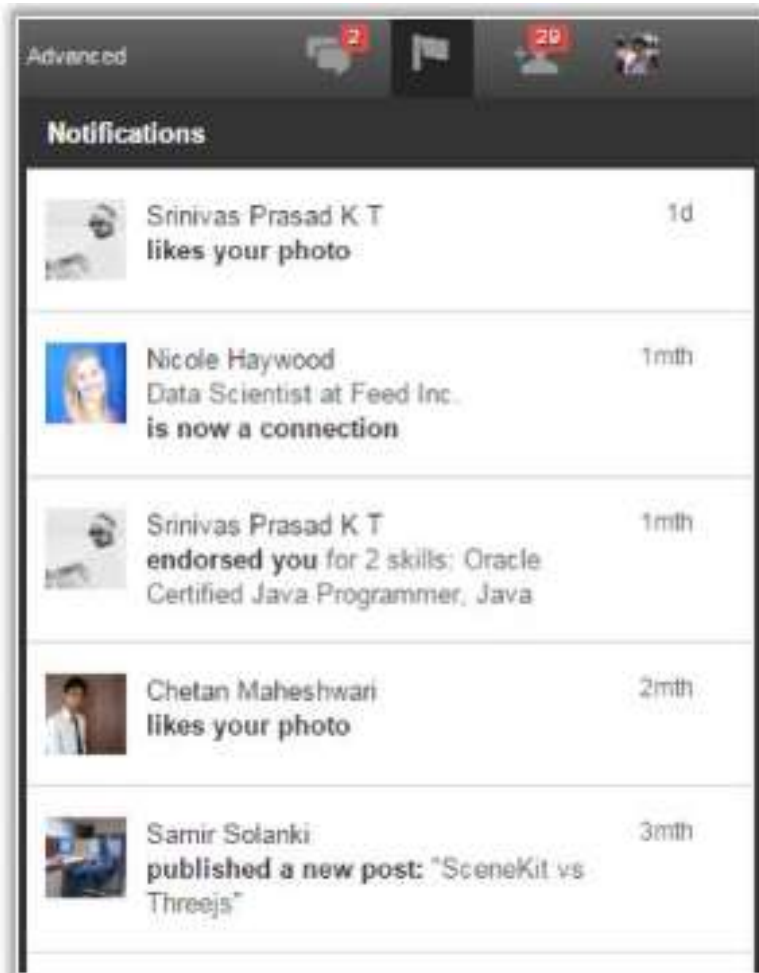 Advanced
2
29
Notifications
Srinivas Prasad K T
1d
likes your photo
Nicole Haywood
1mth
Data Scientist at Feed Inc.
is now a connection
Srinivas Prasad K T
1mth
endorsed you for 2 skills: Oracle
Certified Java Programmer, Java
Chetan Maheshwari
2mth
likes your photo
Samir Solanki
3mth
published a new post: "SceneKit vs
Threejs"